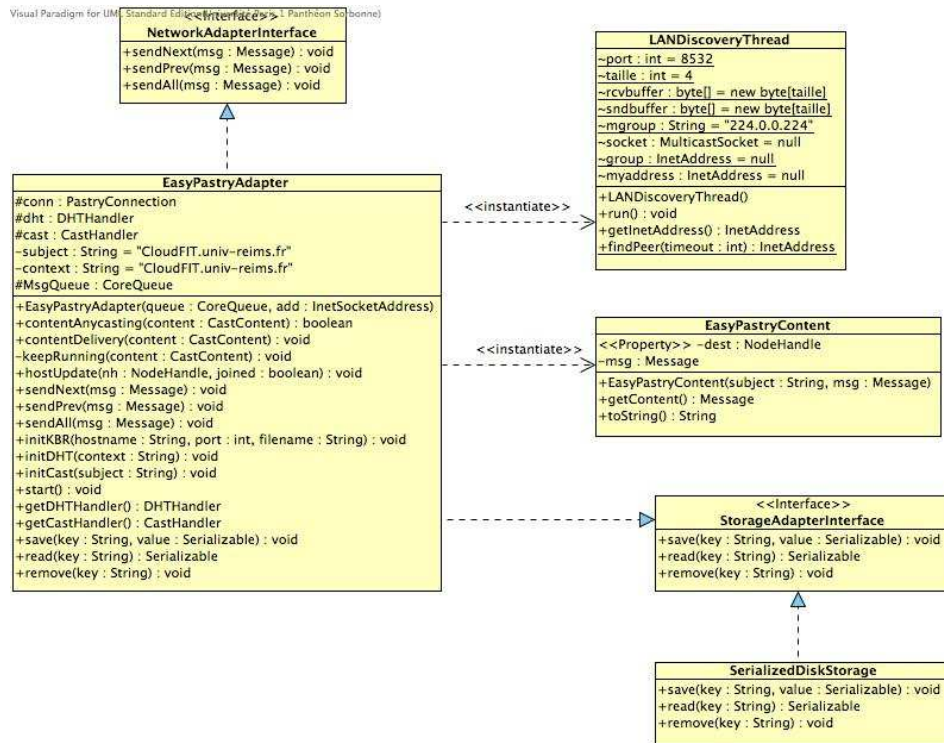 Visual Paradigm for UML Standard Edition(Université Paris 1 Panthéon Sorbonne)
<<Interface>>
NetworkAdapterInterface
+sendNext(msg : Message) : void
+sendPrev(msg : Message) : void
+sendAll(msg : Message) : void
LANDiscoveryThread
~port : int = 8532
~taille : int = 4
~rcvbuffer : byte[] = new byte[taille]
~sndbuffer : byte[] = new byte[taille]
~mgroup : String = "224.0.0.224"
~socket : MulticastSocket = null
~group : InetAddress = null
~myaddress : InetAddress = null
+LANDiscoveryThread()
+run() : void
+getInetAddress() : InetAddress
+findPeer(timeout : int) : InetAddress
EasyPastryAdapter
#conn : PastryConnection
#dht : DHTHandler
#cast : CastHandler
-subject : String = "CloudFIT.univ-reims.fr"
-context : String = "CloudFIT.univ-reims.fr"
#MsgQueue : CoreQueue
+EasyPastryAdapter(queue : CoreQueue, add : InetSocketAddress)
+contentAnycasting(content : CastContent) : boolean
+contentDelivery(content : CastContent) : void
-keepRunning(content : CastContent) : void
+hostUpdate(nh : NodeHandle, joined : boolean) : void
+sendNext(msg : Message) : void
+sendPrev(msg : Message) : void
+sendAll(msg : Message) : void
+initKBR(hostname : String, port : int, filename : String) : void
+initDHT(context : String) : void
+initCast(subject : String) : void
+start() : void
+getDHTHandler() : DHTHandler
+getCastHandler() : CastHandler
+save(key : String, value : Serializable) : void
+read(key : String) : Serializable
+remove(key : String) : void
<<instantiate>>
<<instantiate>>
EasyPastryContent
<<Property>> -dest : NodeHandle
-msg : Message
+EasyPastryContent(subject : String, msg : Message)
+getContent() : Message
+toString() : String
<<Interface>>
StorageAdapterInterface
+save(key : String, value : Serializable) : void
+read(key : String) : Serializable
+remove(key : String) : void
SerializedDiskStorage
+save(key : String, value : Serializable) : void
+read(key : String) : Serializable
+remove(key : String) : void